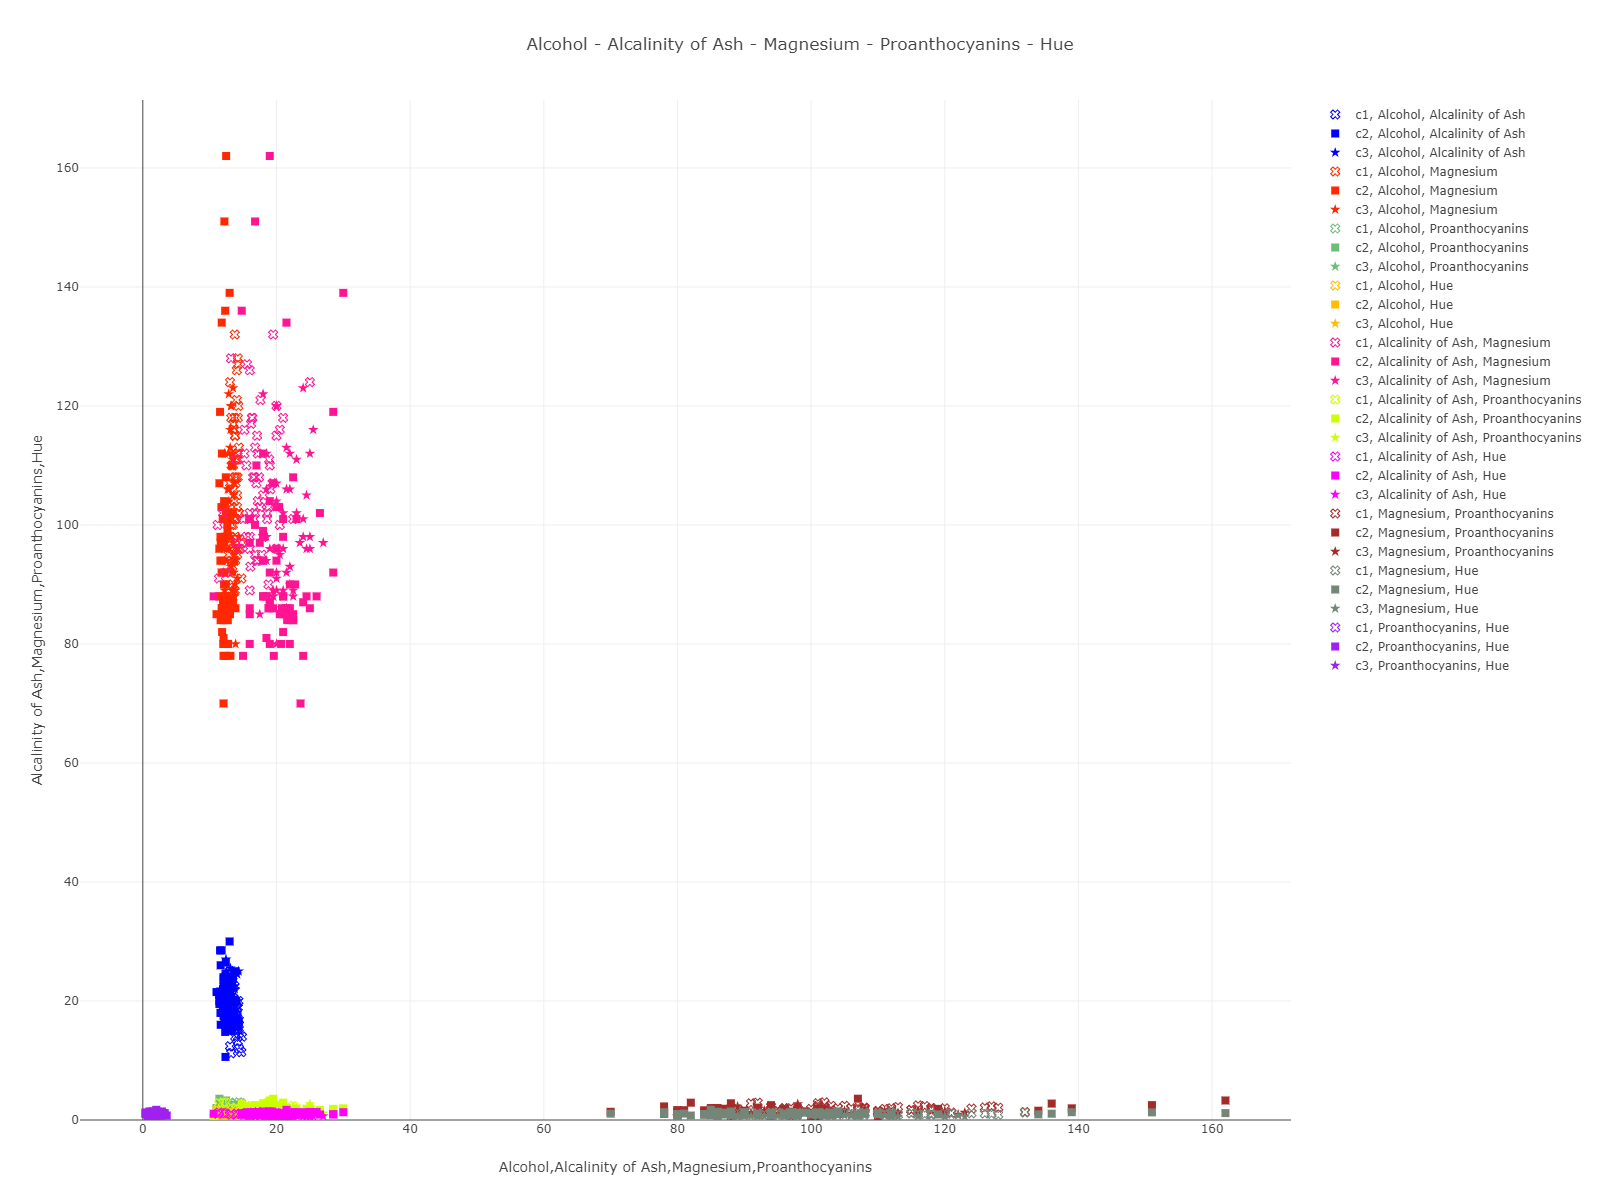 Alcohol - Alcalinity of Ash - Magnesium - Proanthocyanins - Hue
160
140
120
100
80
60
40
20
0
Alcalinity of Ash,Magnesium,Proanthocyanins,Hue
0 20 40 60 80 100 120 140 160
Alcohol,Alcalinity of Ash,Magnesium,Proanthocyanins
c1, Alcohol, Alcalinity of Ash
c2, Alcohol, Alcalinity of Ash
c3, Alcohol, Alcalinity of Ash
c1, Alcohol, Magnesium
c2, Alcohol, Magnesium
c3, Alcohol, Magnesium
c1, Alcohol, Proanthocyanins
c2, Alcohol, Proanthocyanins
c3, Alcohol, Proanthocyanins
c1, Alcohol, Hue
c2, Alcohol, Hue
c3, Alcohol, Hue
c1, Alcalinity of Ash, Magnesium
c2, Alcalinity of Ash, Magnesium
c3, Alcalinity of Ash, Magnesium
c1, Alcalinity of Ash, Proanthocyanins
c2, Alcalinity of Ash, Proanthocyanins
c3, Alcalinity of Ash, Proanthocyanins
c1, Alcalinity of Ash, Hue
c2, Alcalinity of Ash, Hue
c3, Alcalinity of Ash, Hue
c1, Magnesium, Proanthocyanins
c2, Magnesium, Proanthocyanins
c3, Magnesium, Proanthocyanins
c1, Magnesium, Hue
c2, Magnesium, Hue
c3, Magnesium, Hue
c1, Proanthocyanins, Hue
c2, Proanthocyanins, Hue
c3, Proanthocyanins, Hue